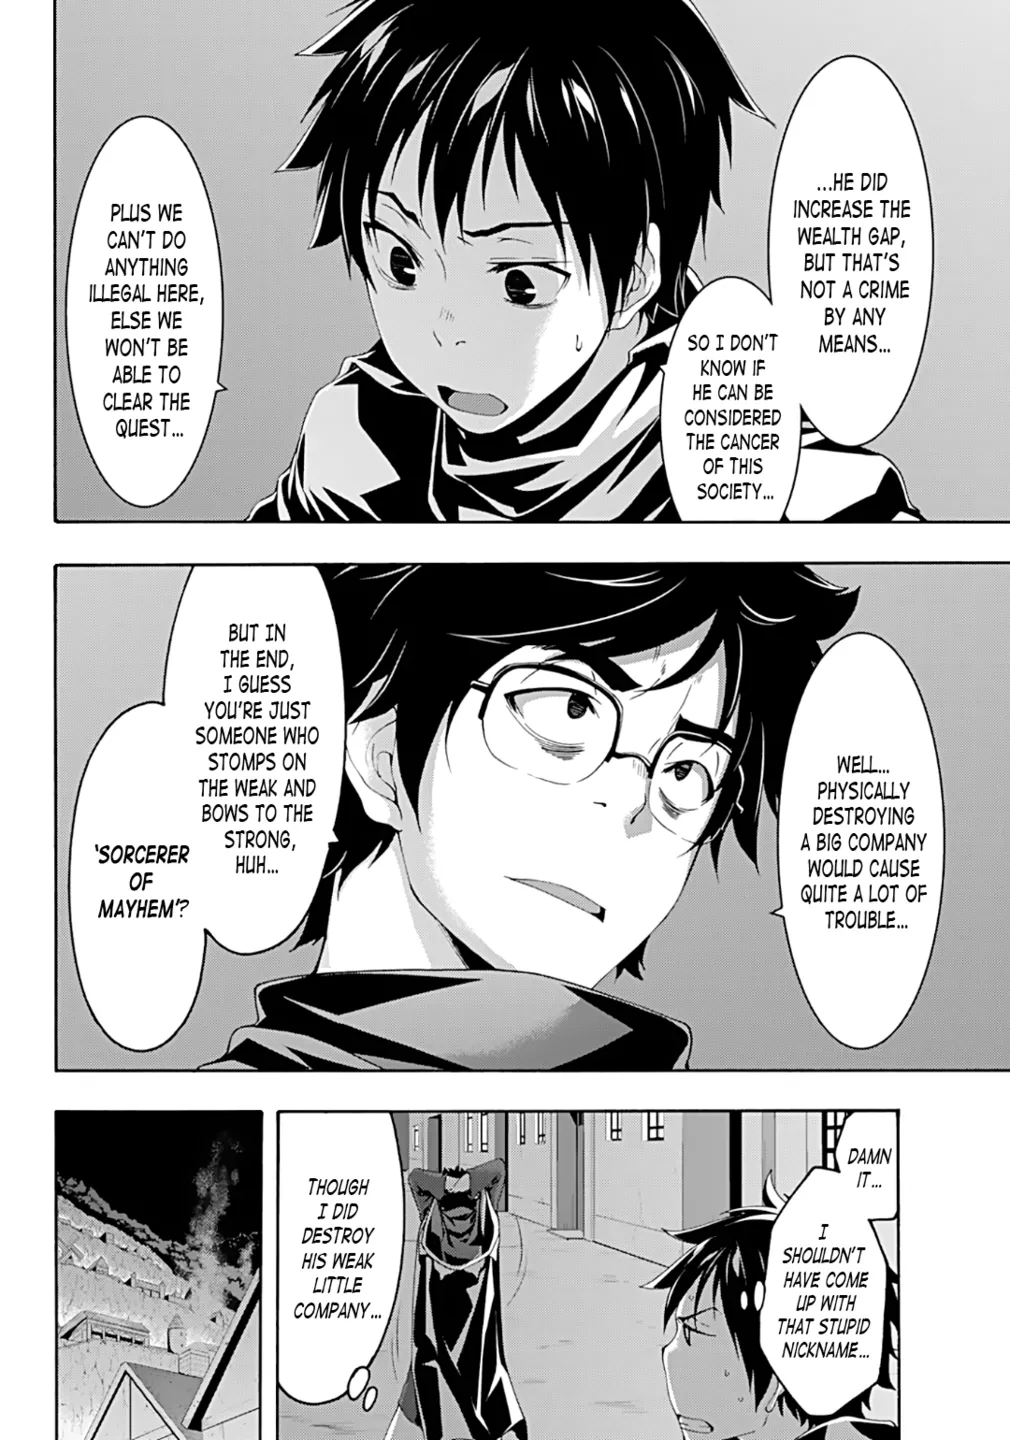 ...HE DID
INCREASE THE
WEALTH GAP,
BUT THAT'S
NOT A CRIME
BY ANY
MEANS...
SO I DON'T
KNOW IF
HE CAN BE
CONSIDERED
THE CANCER
OF THIS
SOCIETY...
PLUS WE
CAN'T DO
ANYTHING
ILLEGAL HERE,
ELSE WE
WON'T BE
ABLE TO
CLEAR THE
QUEST...
WELL...
PHYSICALLY
DESTROYING
A BIG COMPANY
WOULD CAUSE
QUITE A LOT OF
TROUBLE...
BUT IN
THE END,
I GUESS
YOU'RE JUST
SOMEONE WHO
STOMPS ON
THE WEAK AND
BOWS TO THE
STRONG,
HUH...
'SORCERER
OF
MAYHEM'?
DAMN
IT...
I
SHOULDN'T
HAVE COME
UP WITH
THAT STUPID
NICKNAME...
THOUGH
I DID
DESTROY
HIS WEAK
LITTLE
COMPANY...